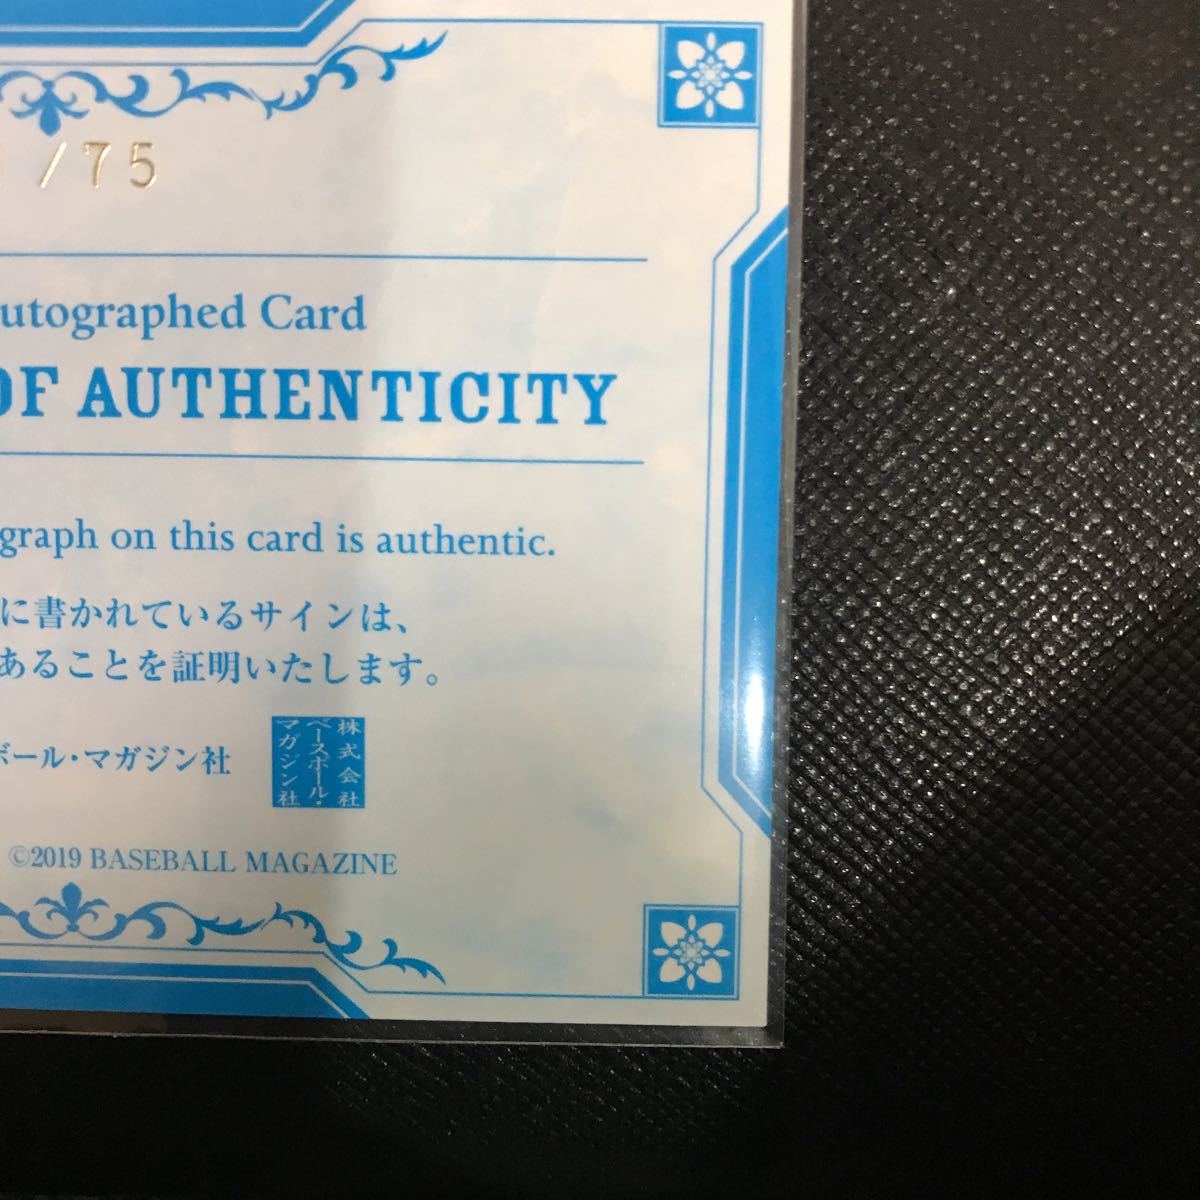 /75
utographed Card
OF AUTHENTICITY
graph on this card is authentic.
に書かれているサインは、
あることを証明いたします。
ボール・マガジン社
株式会社
ベースボール・
マガジン社
©2019 BASEBALL MAGAZINE